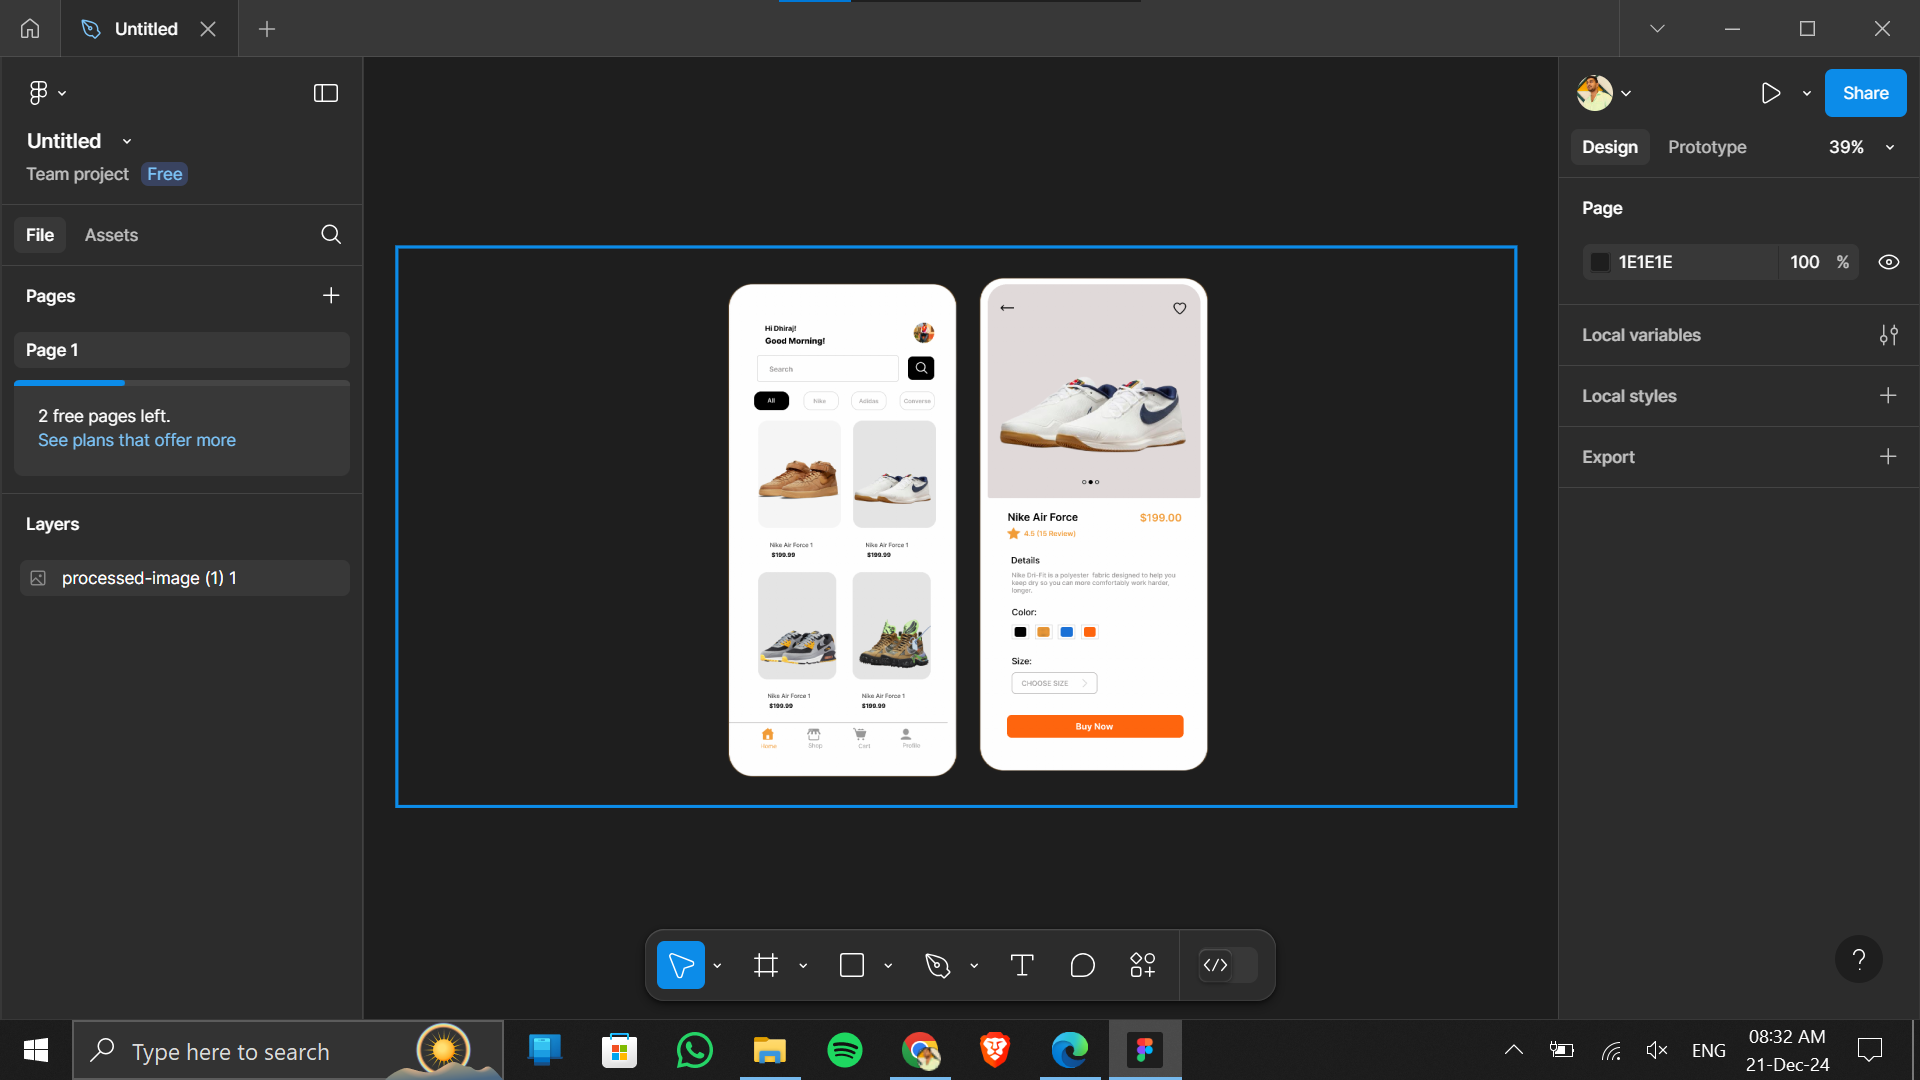 Untitled
Untitled
Team project Free
File Assets
Pages
Page 1
2 free pages left.
See plans that offer more
Layers
processed-image (1) 1
Hi Dhiraj!
Good Morning!
Search
All Nike Adidas Converse
Nike Air Force 1 Nike Air Force 1
$199.99 $199.99
Nike Air Force 1 Nike Air Force 1
$199.99 $199.99
Home Shop Cart Profile
Nike Air Force $199.00
4.5 (15 Review)
Details
Nike Dri-Fit is a polyester fabric designed to help you
keep dry so you can more comfortably work harder,
longer.
Color:
Size:
CHOOSE SIZE
Buy Now
Share
Design Prototype 39%
Page
1E1E1E 100 %
Local variables
Local styles
Export
?
Type here to search
ENG
08:32 AM
21-Dec-24